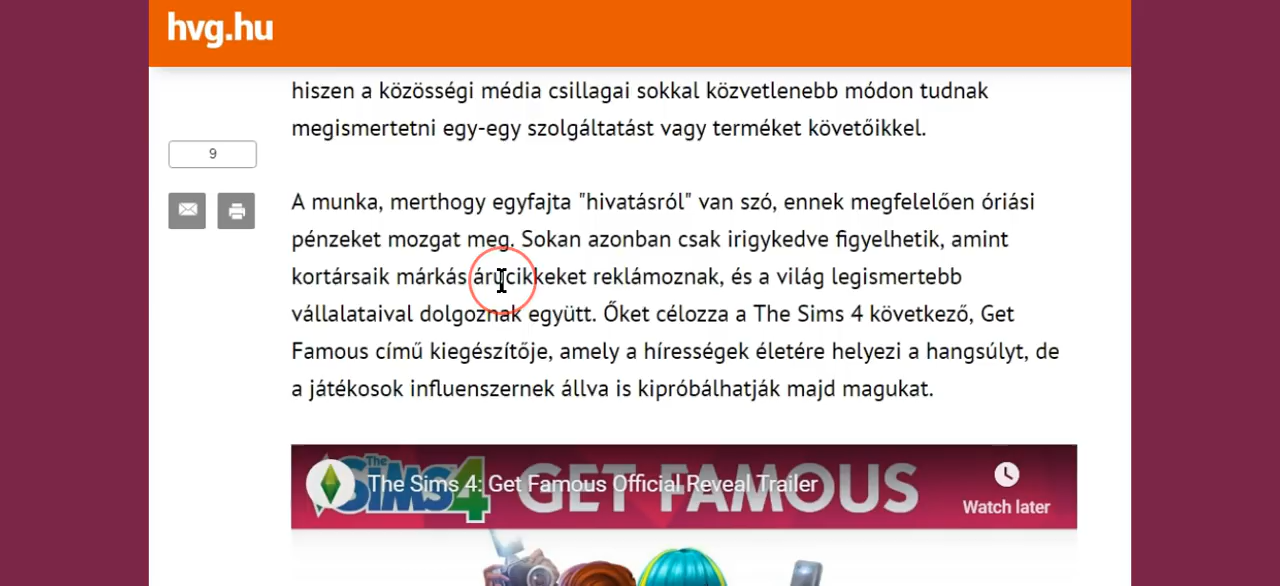 hvg.hu
hiszen a közösségi média csillagai sokkal közvetlenebb módon tudnak
megismertetni egy-egy szolgáltatást vagy terméket követőikkel.
9
A munka, merthogy egyfajta "hivatásról" van szó, ennek megfelelően óriási
pénzeket mozgat meg. Sokan azonban csak irigykedve figyelhetik, amint
kortársaik márkás árucikkeket reklámoznak, és a világ legismertebb
vállalataival dolgoznak együtt. Őket célozza a The Sims 4 következő, Get
Famous című kiegészítője, amely a hírességek életére helyezi a hangsúlyt, de
a játékosok influenszernek állva is kipróbálhatják majd magukat.
The Sims 4 GET FAMOUS
The Sims 4: Get Famous Official Reveal Trailer
Watch later